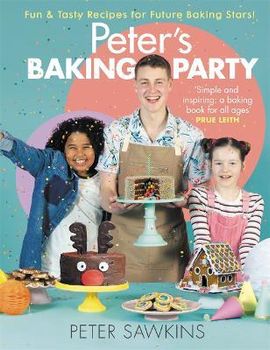 Fun & Tasty Recipes for Future Baking Stars!
Peter's
BAKING PARTY
'Simple and
inspiring: a baking
book for all ages'
PRUE LEITH
PETER SAWKINS